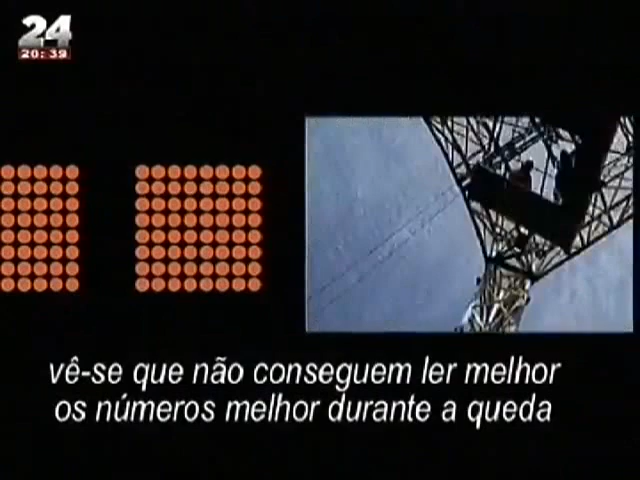 24
20:39
vê-se que não conseguem ler melhor
os números melhor durante a queda